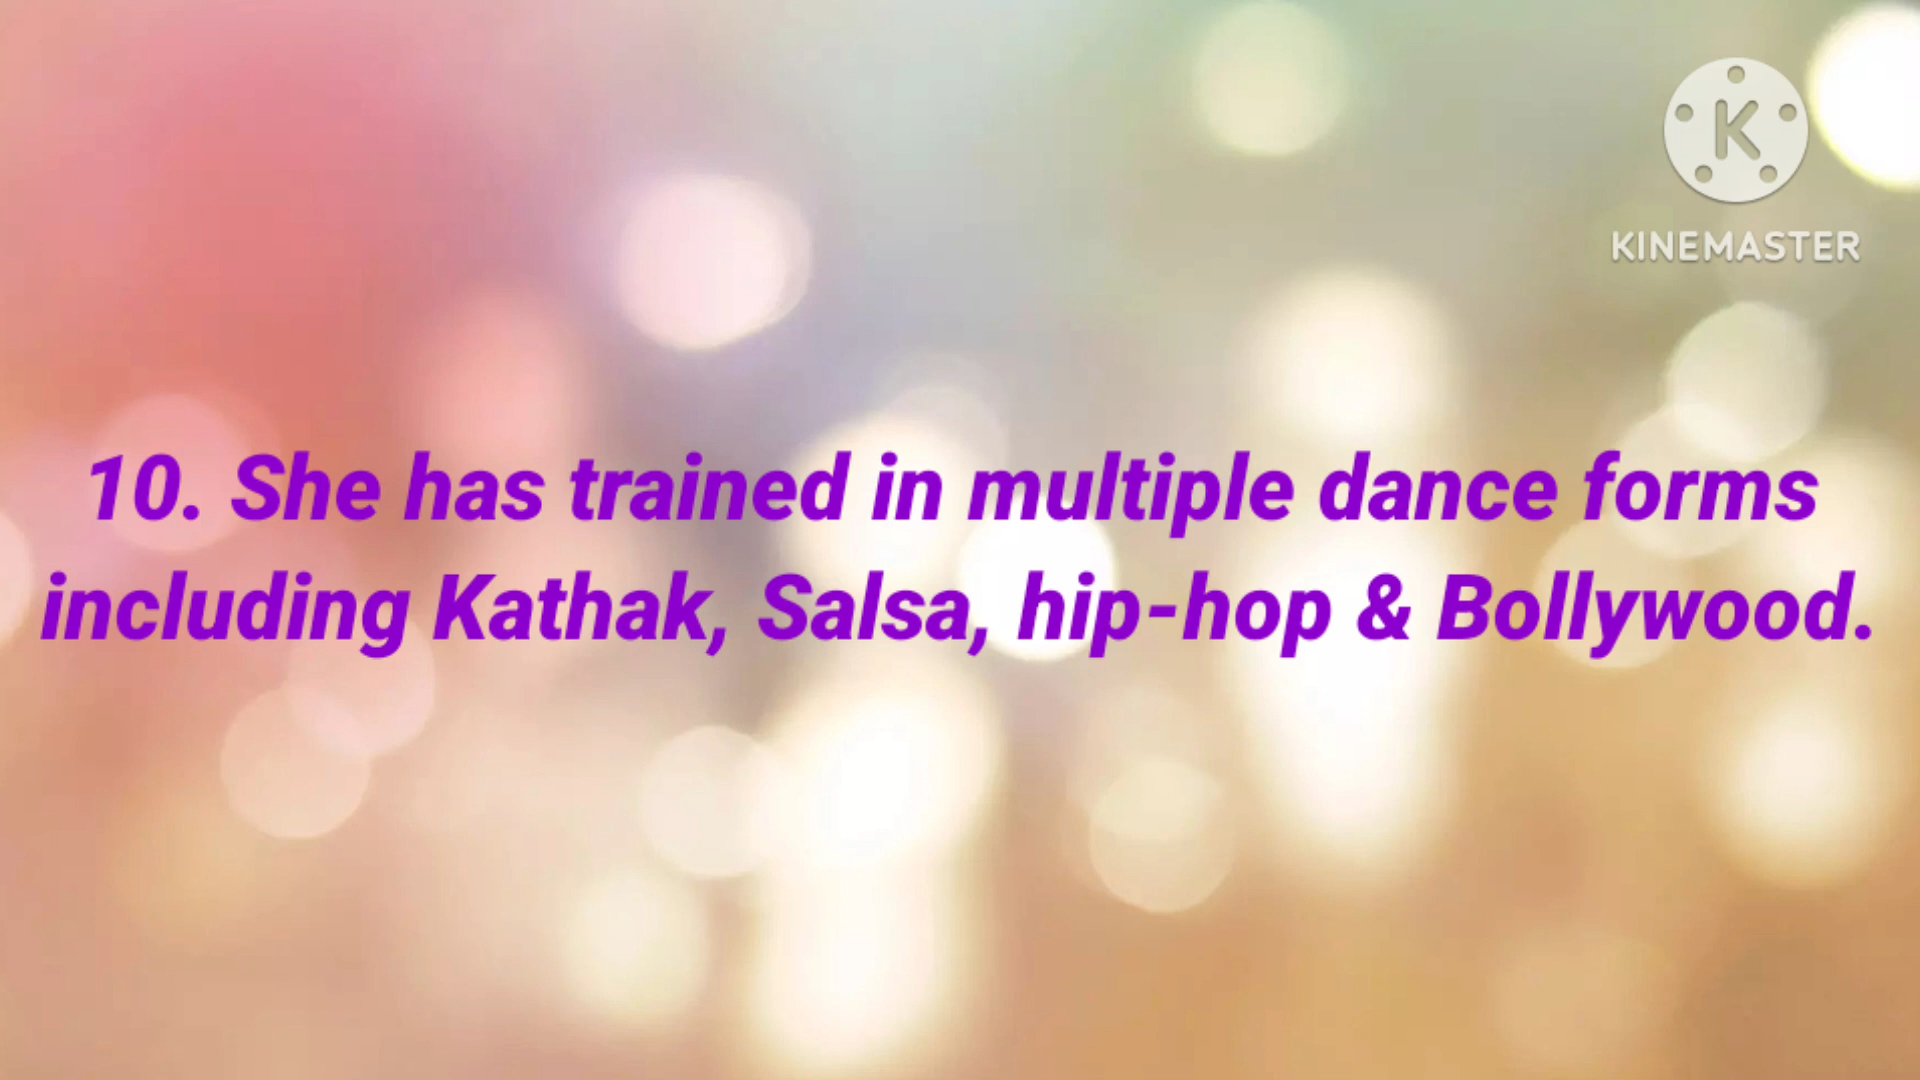 K
KINEMASTER
10. She has trained in multiple dance forms
including Kathak, Salsa, hip-hop & Bollywood.